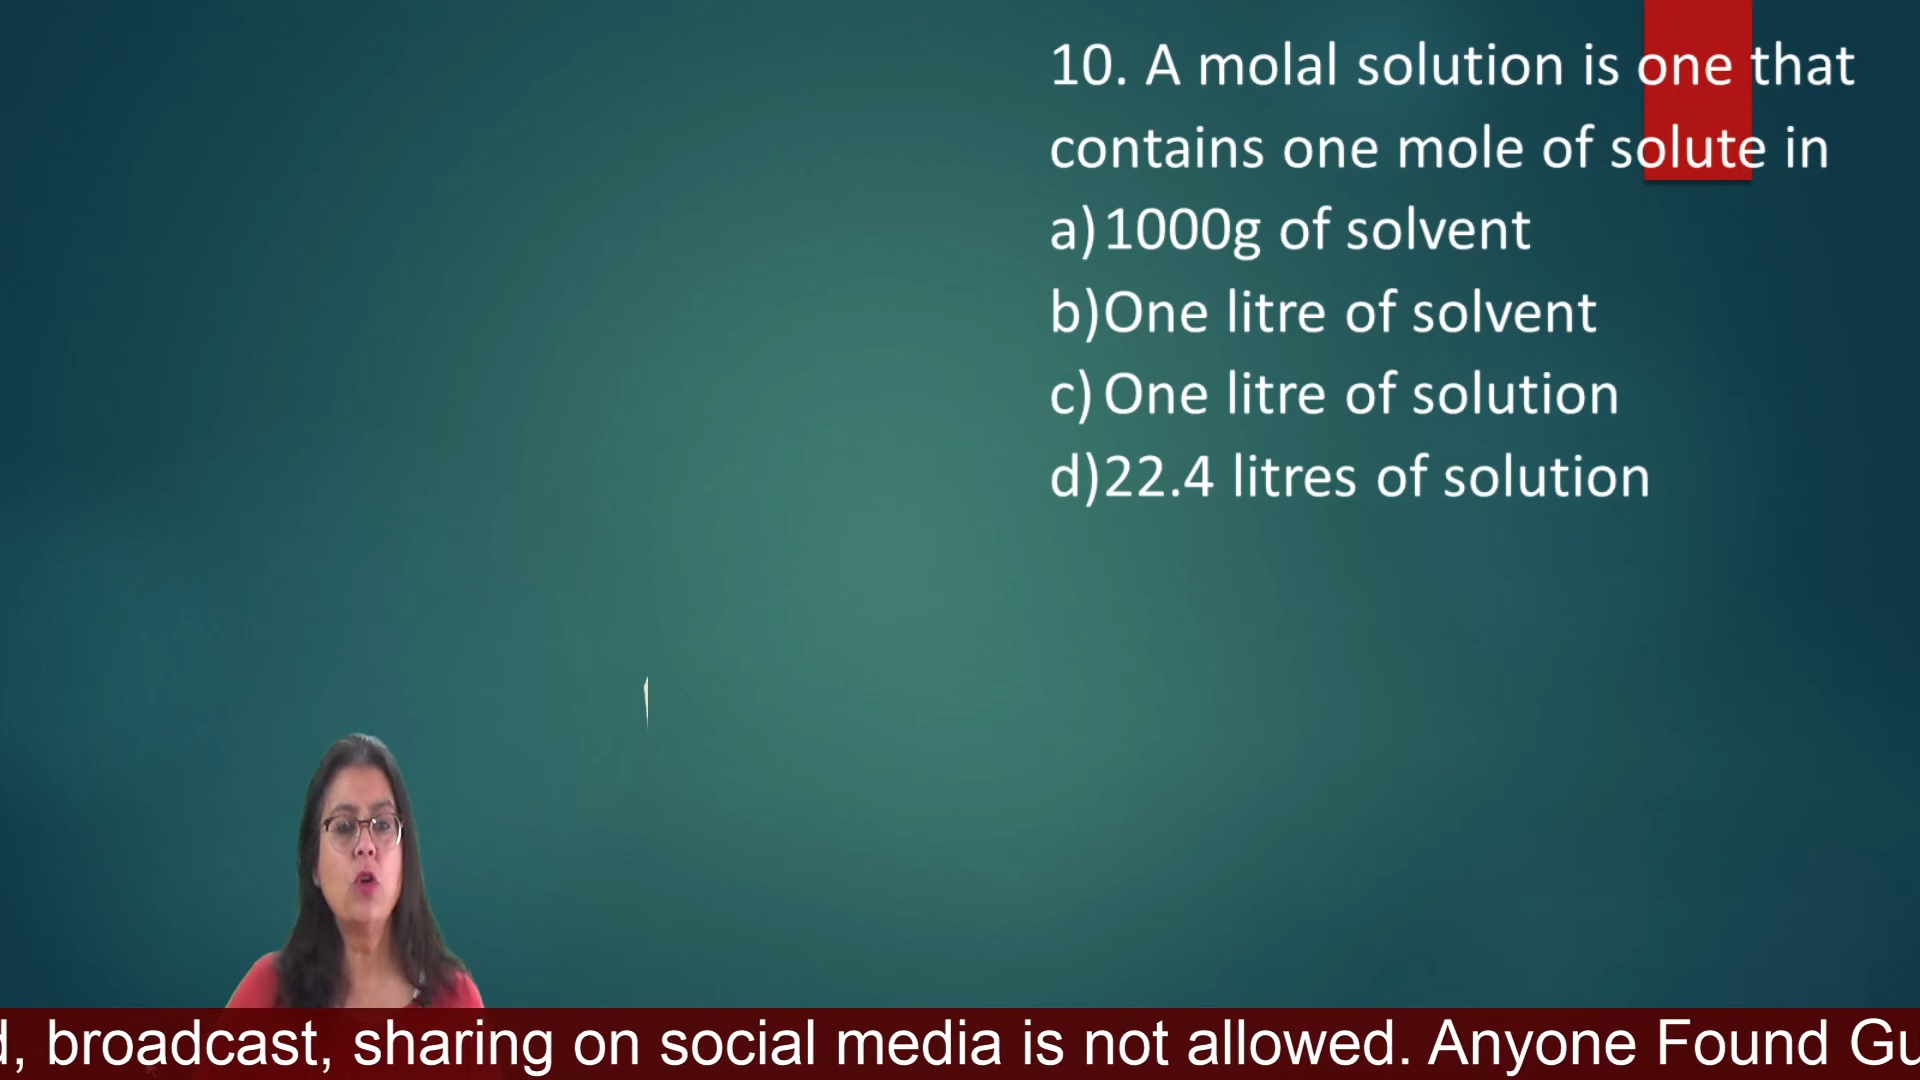 10. A molal solution is one that
contains one mole of solute in
a) 1000g of solvent
b) One litre of solvent
c) One litre of solution
d) 22.4 litres of solution
, broadcast, sharing on social media is not allowed. Anyone Found